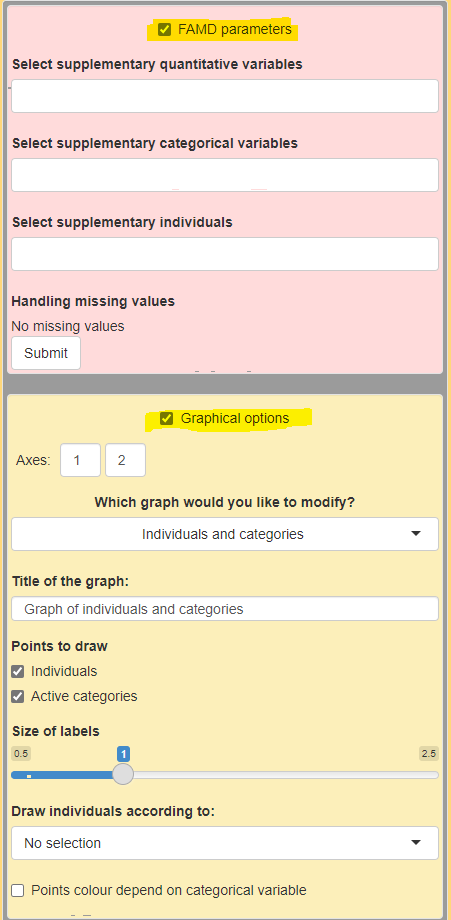 FAMD parameters
Select supplementary quantitative variables
Select supplementary categorical variables
Select supplementary individuals
Handling missing values
No missing values
Submit
Graphical options
Axes: 1 2
Which graph would you like to modify?
Individuals and categories
Title of the graph:
Graph of individuals and categories
Points to draw
Individuals
Active categories
Size of labels
0.5 1 2.5
Draw individuals according to:
No selection
Points colour depend on categorical variable